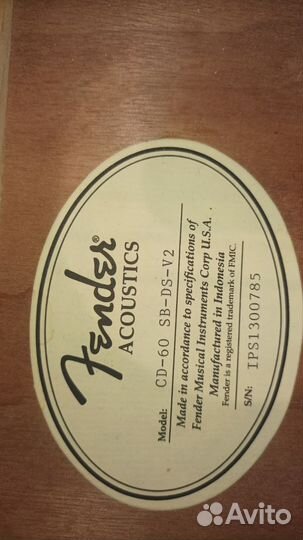 Fender®
ACOUSTICS
Model: CD-60 SB-DS-V2
Made in accordance to specifications of
Fender Musical Instruments Corp U.S.A.
Manufactured in Indonesia
Fender is a registered trademark of FMIC.
S/N: IPS1300785
Avito